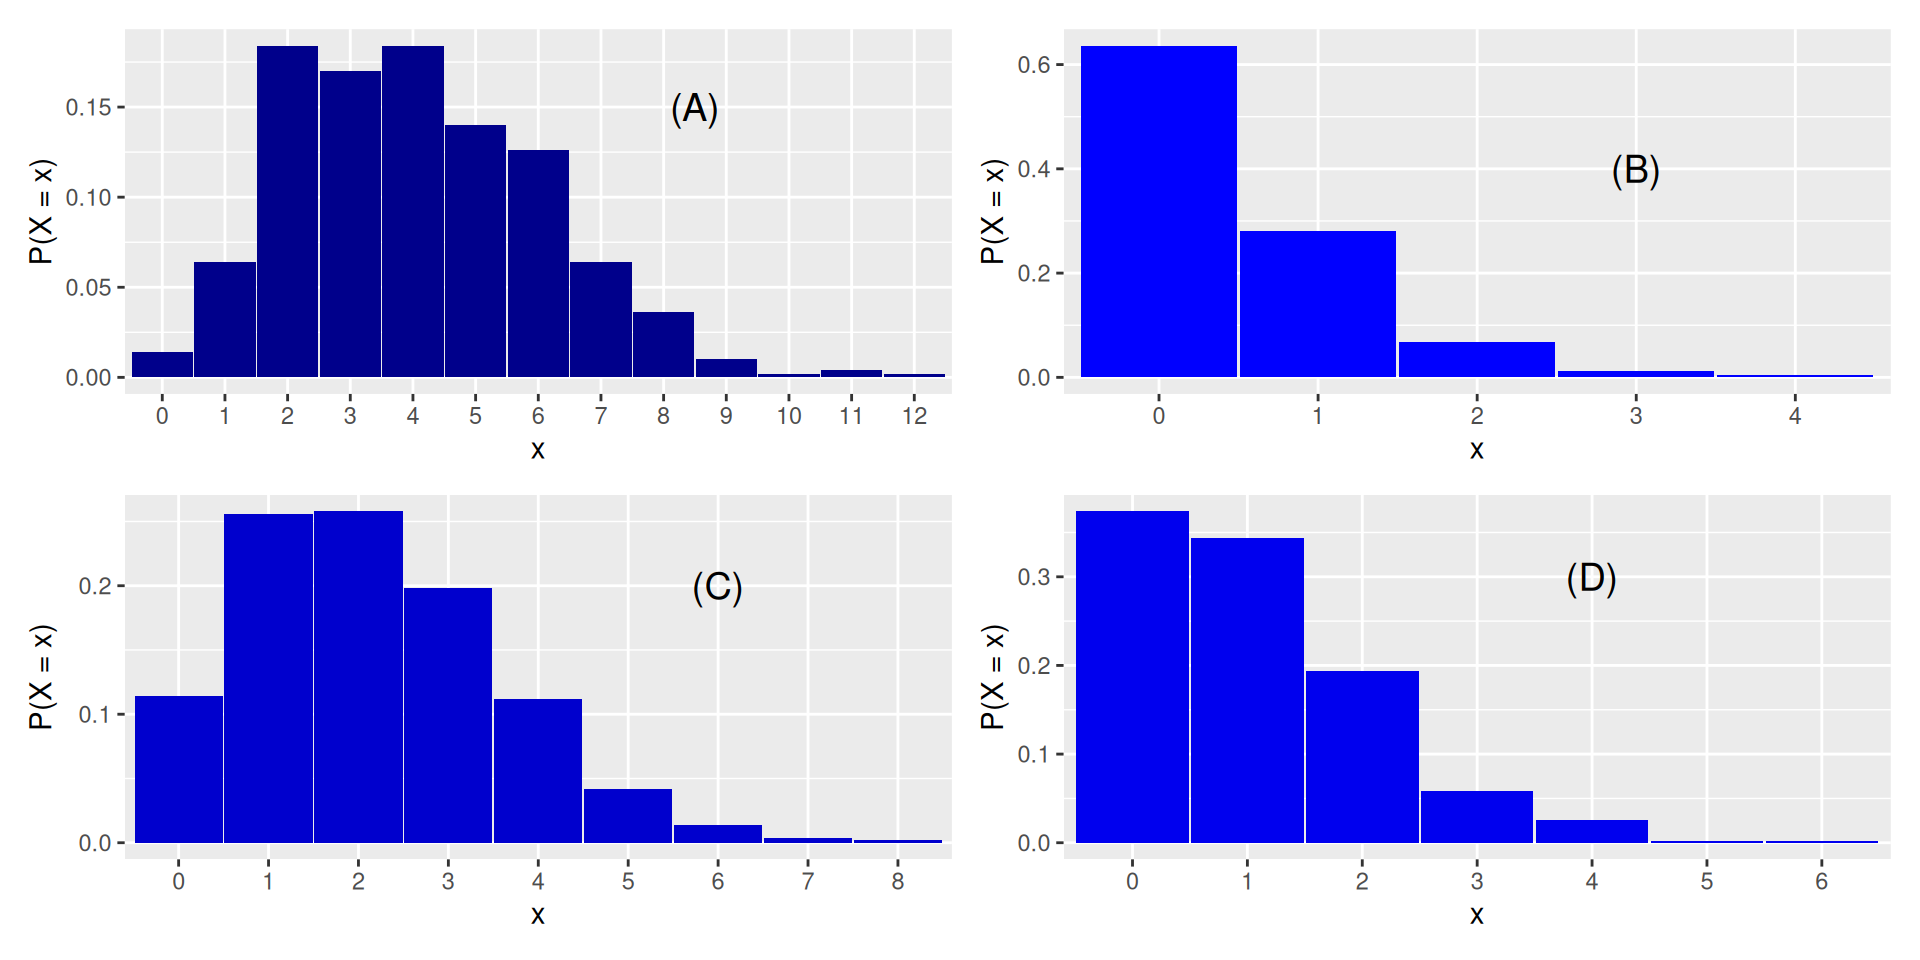 (A)
P(X = x)
0.15
0.10
0.05
0.00
0 1 2 3 4 5 6 7 8 9 10 11 12
x
(B)
P(X = x)
0.6
0.4
0.2
0.0
0 1 2 3 4
x
(C)
P(X = x)
0.2
0.1
0.0
0 1 2 3 4 5 6 7 8
x
(D)
P(X = x)
0.3
0.2
0.1
0.0
0 1 2 3 4 5 6
x